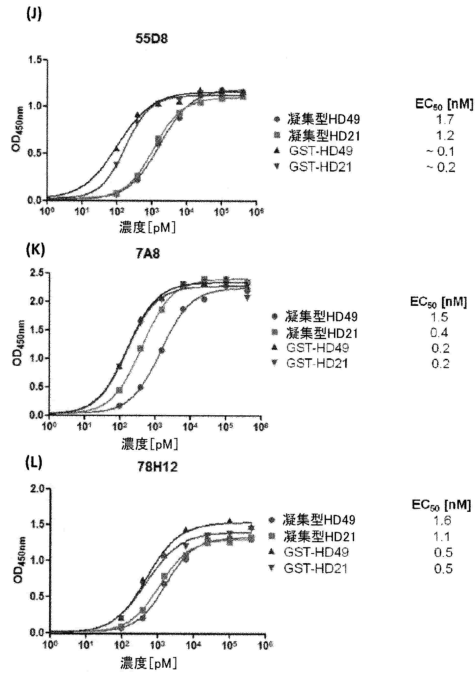 (J)
55D8
1.5
1.0
0.5
0.0
OD450nm
10⁰ 10¹ 10² 10³ 10⁴ 10⁵ 10⁶
濃度[pM]
EC50 [nM]
凝集型HD49 1.7
凝集型HD21 1.2
GST-HD49 ~ 0.1
GST-HD21 ~ 0.2
(K)
7A8
2.5
2.0
1.5
1.0
0.5
0.0
OD450nm
10⁰ 10¹ 10² 10³ 10⁴ 10⁵ 10⁶
濃度[pM]
EC50 [nM]
凝集型HD49 1.5
凝集型HD21 0.4
GST-HD49 0.2
GST-HD21 0.2
(L)
78H12
2.0
1.5
1.0
0.5
0.0
OD450nm
10⁰ 10¹ 10² 10³ 10⁴ 10⁵ 10⁶
濃度[pM]
EC50 [nM]
凝集型HD49 1.6
凝集型HD21 1.1
GST-HD49 0.5
GST-HD21 0.5